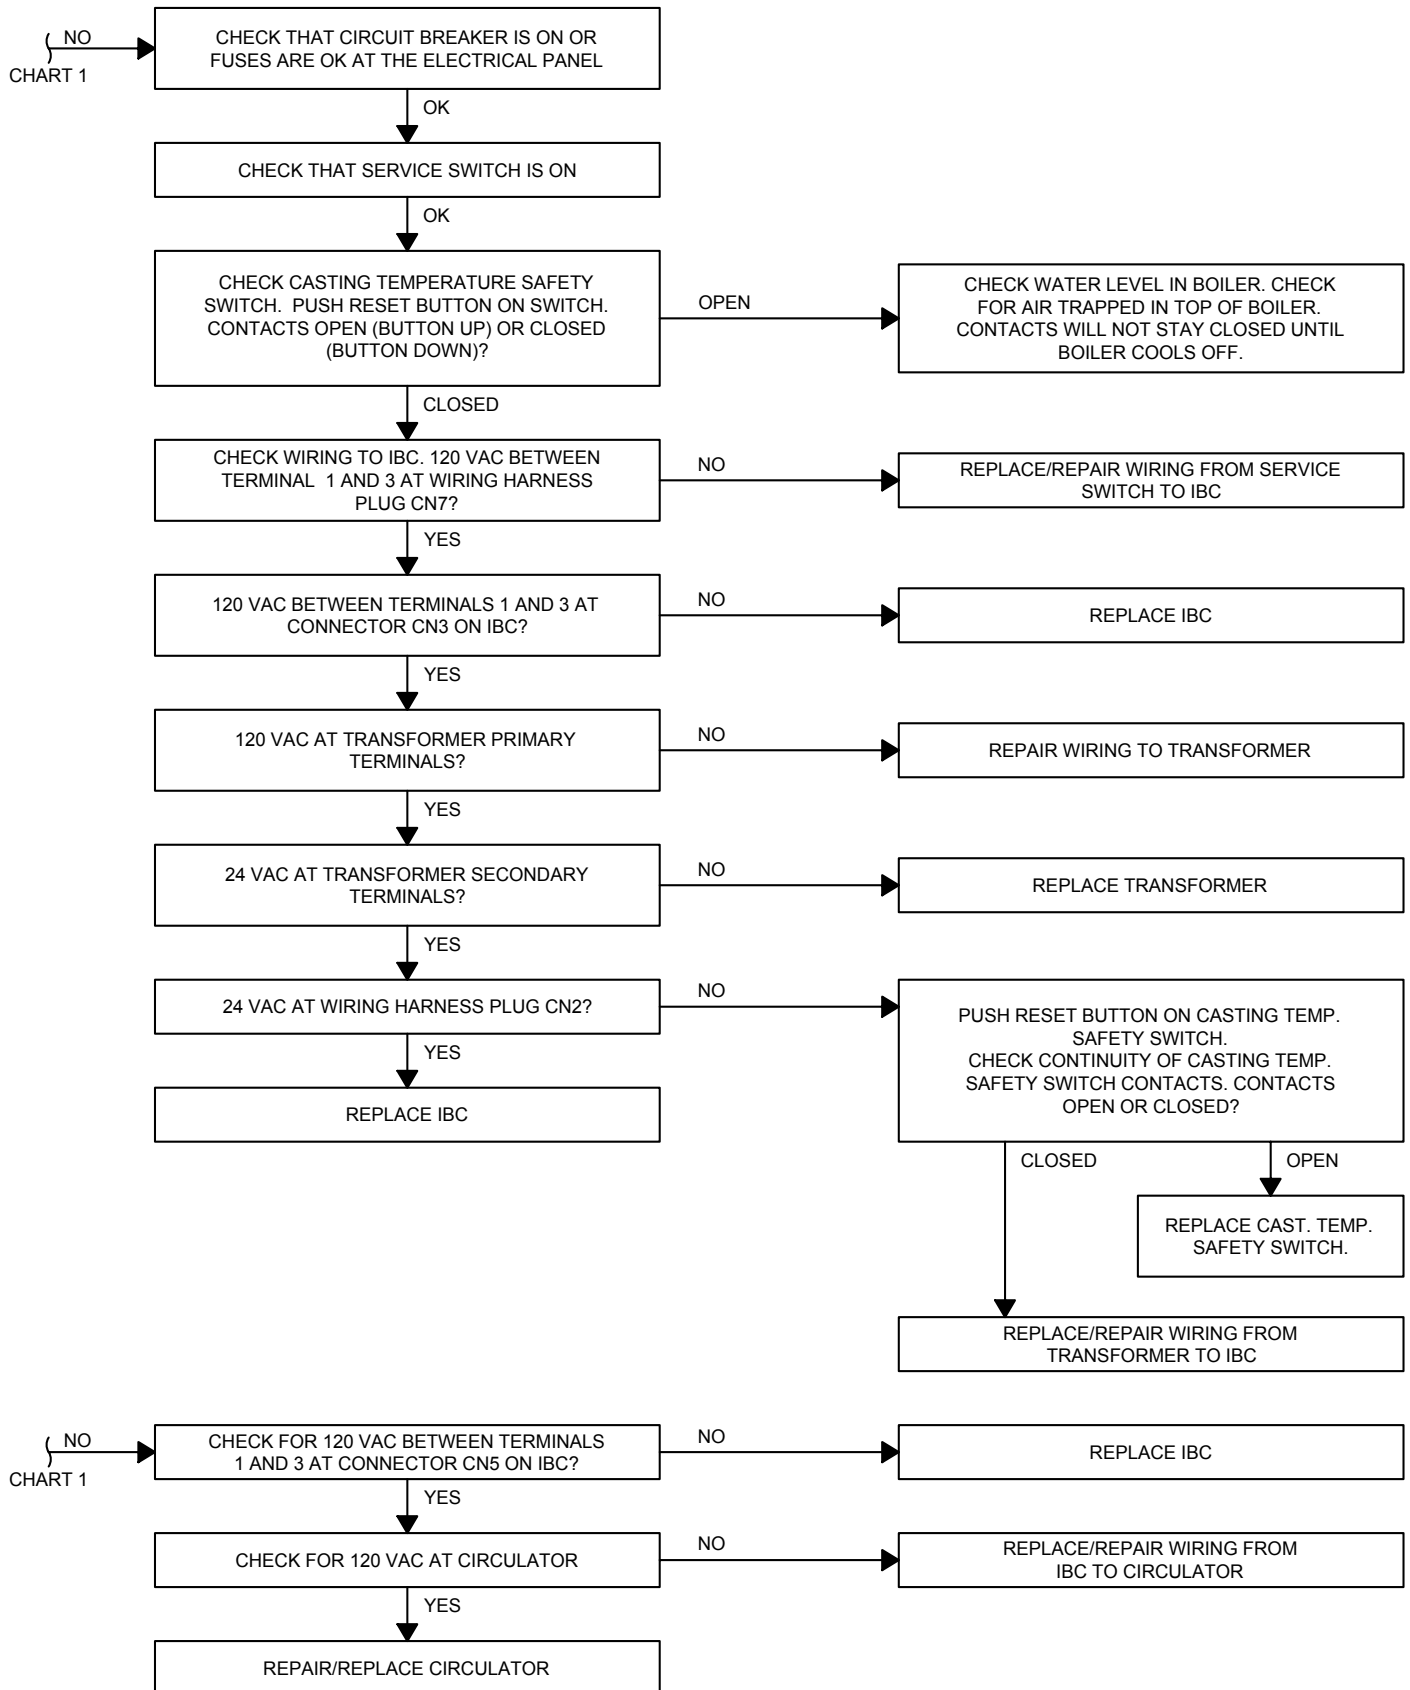 NO
CHART 1
CHECK THAT CIRCUIT BREAKER IS ON OR
FUSES ARE OK AT THE ELECTRICAL PANEL
OK
CHECK THAT SERVICE SWITCH IS ON
OK
CHECK CASTING TEMPERATURE SAFETY
SWITCH. PUSH RESET BUTTON ON SWITCH.
CONTACTS OPEN (BUTTON UP) OR CLOSED
(BUTTON DOWN)?
OPEN
CHECK WATER LEVEL IN BOILER. CHECK
FOR AIR TRAPPED IN TOP OF BOILER.
CONTACTS WILL NOT STAY CLOSED UNTIL
BOILER COOLS OFF.
CLOSED
CHECK WIRING TO IBC. 120 VAC BETWEEN
TERMINAL 1 AND 3 AT WIRING HARNESS
PLUG CN7?
NO
REPLACE/REPAIR WIRING FROM SERVICE
SWITCH TO IBC
YES
120 VAC BETWEEN TERMINALS 1 AND 3 AT
CONNECTOR CN3 ON IBC?
NO
REPLACE IBC
YES
120 VAC AT TRANSFORMER PRIMARY
TERMINALS?
NO
REPAIR WIRING TO TRANSFORMER
YES
24 VAC AT TRANSFORMER SECONDARY
TERMINALS?
NO
REPLACE TRANSFORMER
YES
24 VAC AT WIRING HARNESS PLUG CN2?
NO
PUSH RESET BUTTON ON CASTING TEMP.
SAFETY SWITCH.
CHECK CONTINUITY OF CASTING TEMP.
SAFETY SWITCH CONTACTS. CONTACTS
OPEN OR CLOSED?
YES
REPLACE IBC
CLOSED
OPEN
REPLACE CAST. TEMP.
SAFETY SWITCH.
REPLACE/REPAIR WIRING FROM
TRANSFORMER TO IBC
NO
CHART 1
CHECK FOR 120 VAC BETWEEN TERMINALS
1 AND 3 AT CONNECTOR CN5 ON IBC?
NO
REPLACE IBC
YES
CHECK FOR 120 VAC AT CIRCULATOR
NO
REPLACE/REPAIR WIRING FROM
IBC TO CIRCULATOR
YES
REPAIR/REPLACE CIRCULATOR